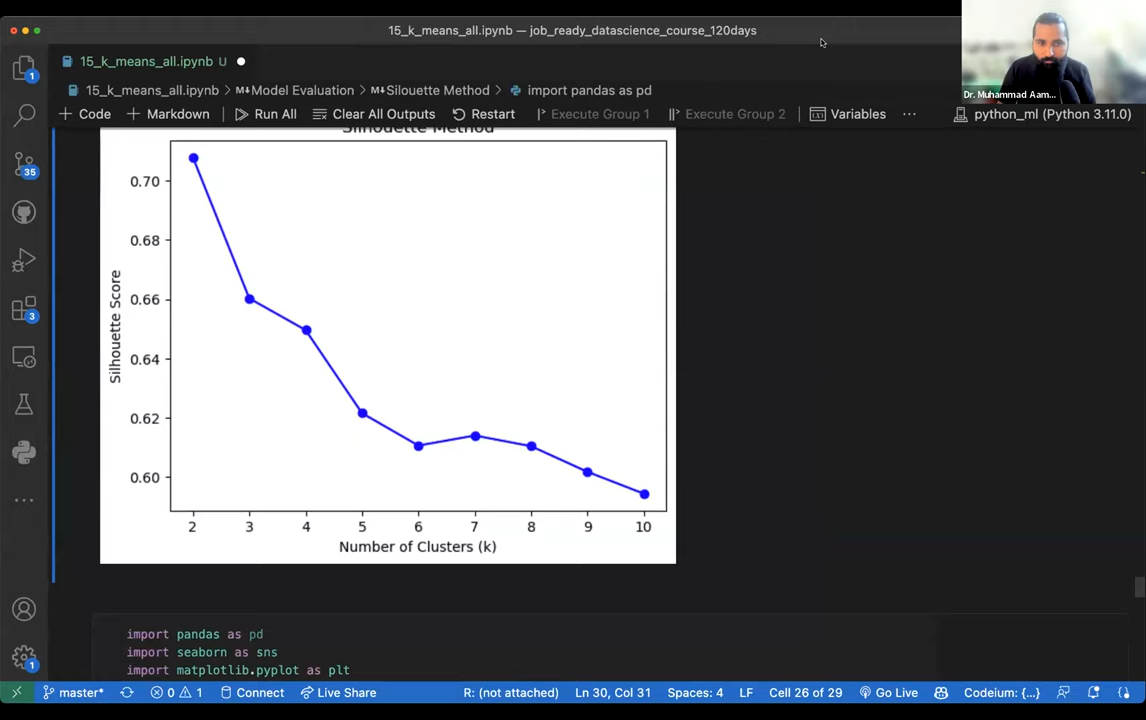 15_k_means_all.ipynb — job_ready_datascience_course_120days
Dr. Muhammad Aam...
15_k_means_all.ipynb U
15_k_means_all.ipynb > M↓Model Evaluation > M↓Silouette Method > import pandas as pd
+ Code + Markdown Run All Clear All Outputs Restart Execute Group 1 Execute Group 2 Variables ··· python_ml (Python 3.11.0)
1
35
3
1
Silhouette Method
0.70
0.68
0.66
0.64
0.62
0.60
Silhouette Score
2 3 4 5 6 7 8 9 10
Number of Clusters (k)
import pandas as pd
import seaborn as sns
import matplotlib.pyplot as plt
master* 0 1 Connect Live Share R: (not attached) Ln 30, Col 31 Spaces: 4 LF Cell 26 of 29 Go Live Codeium: {...}